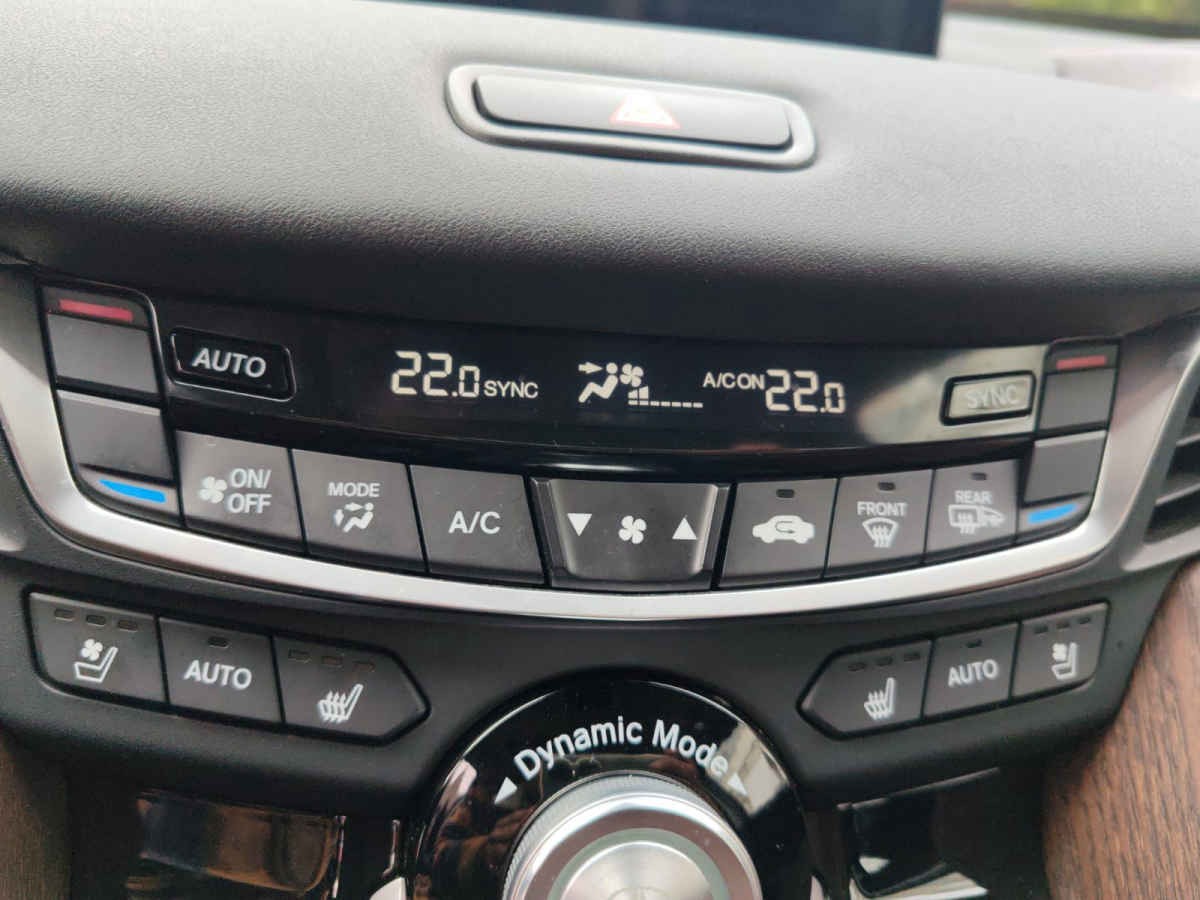 AUTO
22.0 SYNC
A/C ON 22.0
SYNC
ON/
OFF
MODE
A/C
FRONT
REAR
AUTO
AUTO
Dynamic Mode